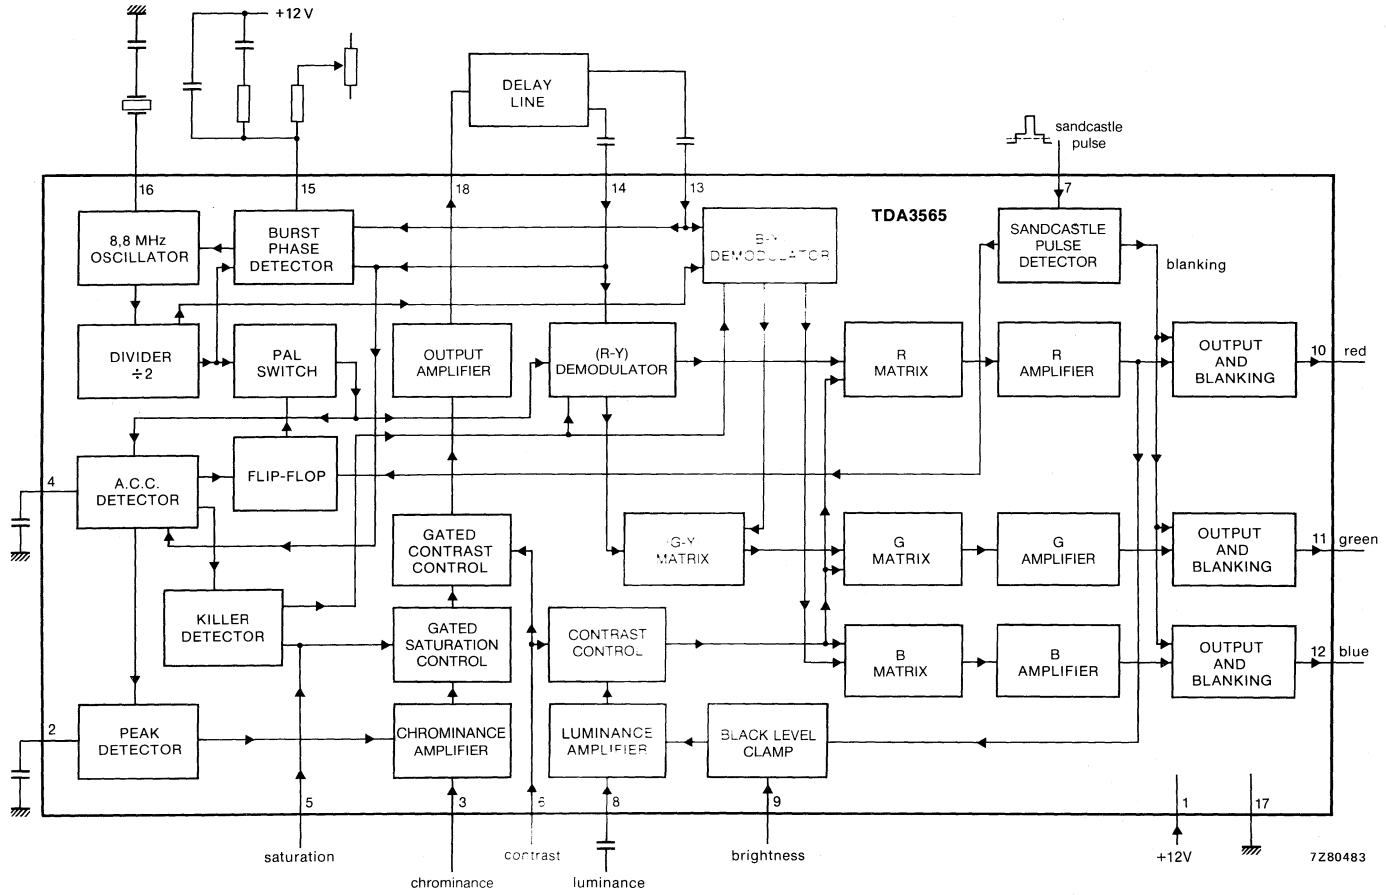 +12V
DELAY
LINE
sandcastle
pulse
16
15
18
14
13
7
TDA3565
8,8 MHz
OSCILLATOR
BURST
PHASE
DETECTOR
B-Y
DEMODULATOR
SANDCASTLE
PULSE
DETECTOR
blanking
DIVIDER
÷2
PAL
SWITCH
OUTPUT
AMPLIFIER
(R-Y)
DEMODULATOR
R
MATRIX
R
AMPLIFIER
OUTPUT
AND
BLANKING
10
red
4
A.C.C.
DETECTOR
FLIP-FLOP
GATED
CONTRAST
CONTROL
G-Y
MATRIX
G
MATRIX
G
AMPLIFIER
OUTPUT
AND
BLANKING
11
green
KILLER
DETECTOR
GATED
SATURATION
CONTROL
CONTRAST
CONTROL
B
MATRIX
B
AMPLIFIER
OUTPUT
AND
BLANKING
12
blue
2
PEAK
DETECTOR
CHROMINANCE
AMPLIFIER
LUMINANCE
AMPLIFIER
BLACK LEVEL
CLAMP
5
3
6
8
9
1
17
saturation
contrast
brightness
+12V
7Z80483
chrominance
luminance